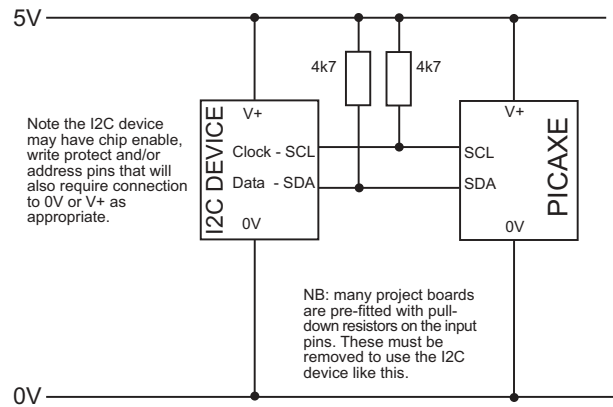 5V
4k7
4k7
Note the I2C device
may have chip enable,
write protect and/or
address pins that will
also require connection
to 0V or V+ as
appropriate.
I2C DEVICE
V+
Clock - SCL
Data - SDA
0V
V+
SCL
SDA
0V
PICAXE
NB: many project boards
are pre-fitted with pull-
down resistors on the input
pins. These must be
removed to use the I2C
device like this.
0V